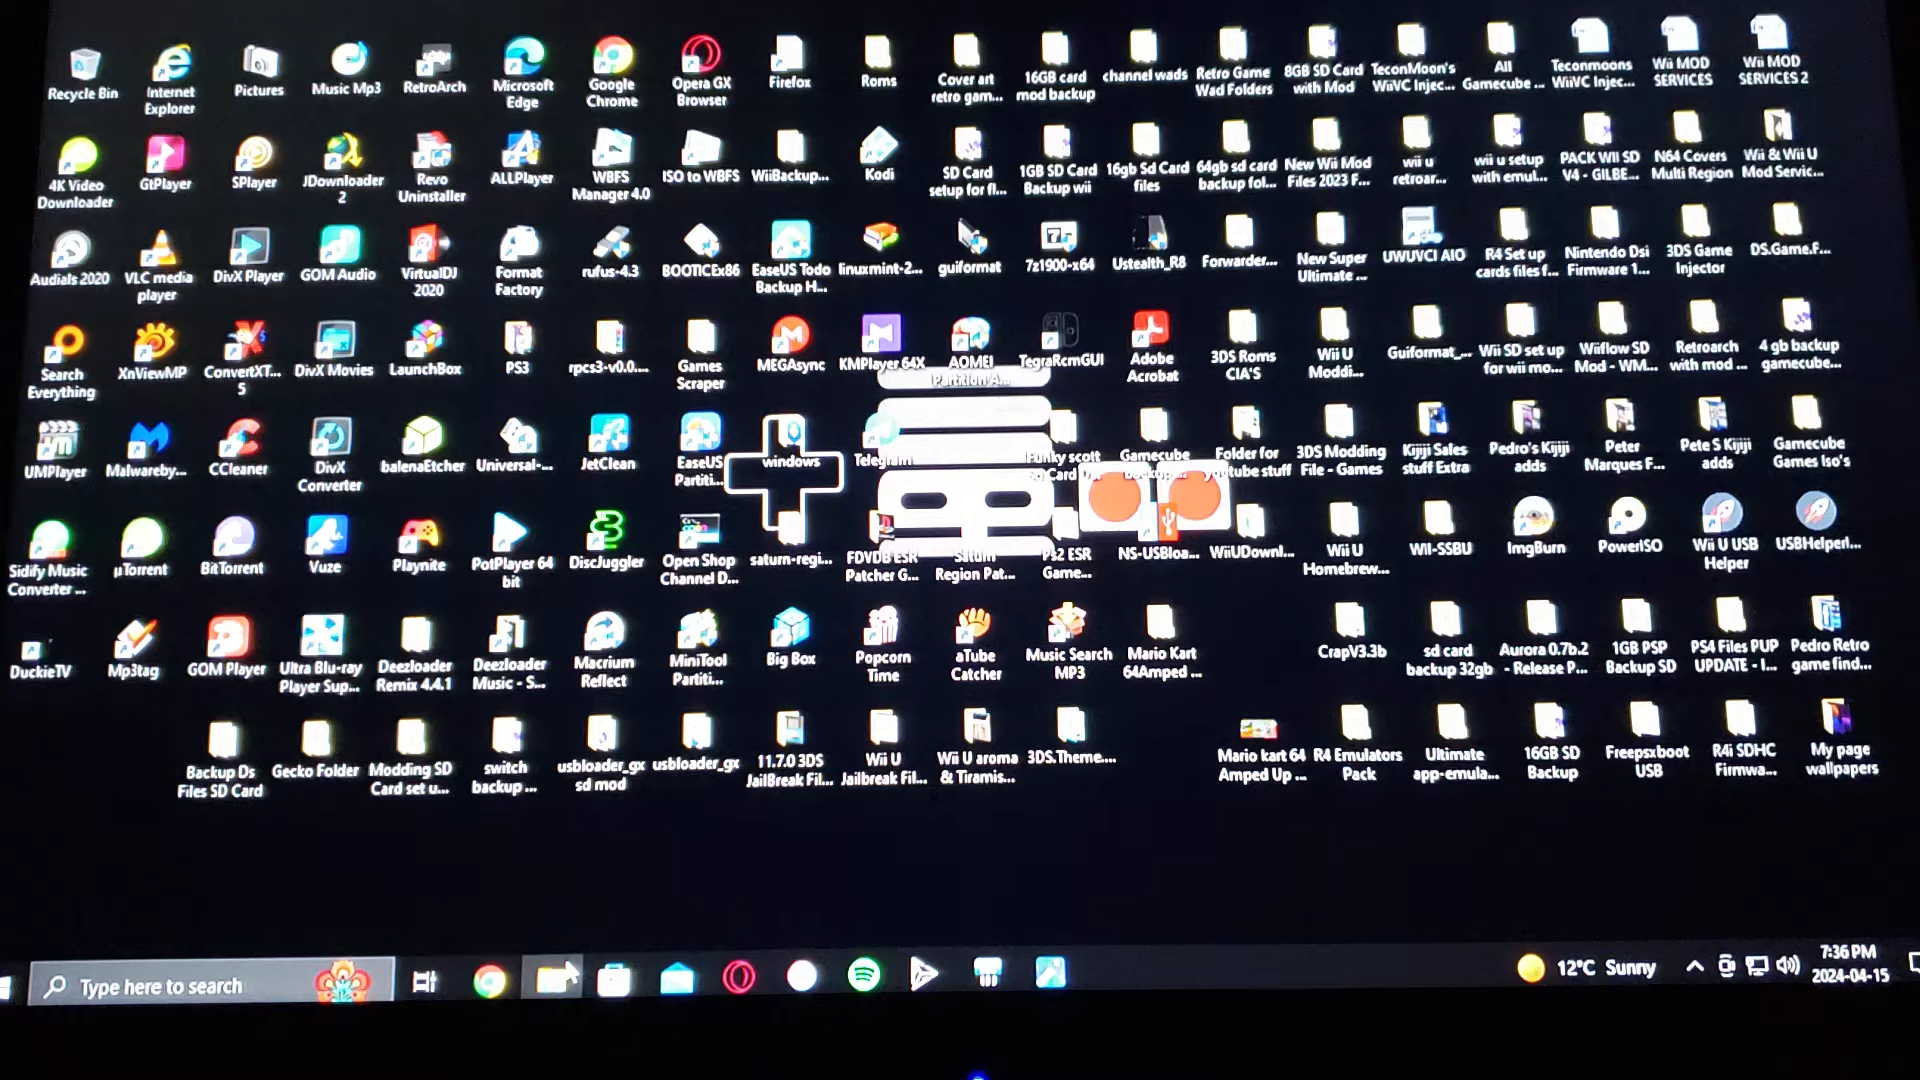 Recycle Bin
Internet
Explorer
Pictures
Music Mp3
RetroArch
Microsoft
Edge
Google
Chrome
Opera GX
Browser
Firefox
Roms
Cover art
retro gam...
16GB card
mod backup
channel wads
Retro Game
Wad Folders
8GB SD Card
with Mod
TeconMoon's
WiiVC Injec...
All
Gamecube ...
Teconmoons
WiiVC Injec...
Wii MOD
SERVICES
Wii MOD
SERVICES 2
4K Video
Downloader
GtPlayer
SPlayer
JDownloader
2
Revo
Uninstaller
ALLPlayer
WBFS
Manager 4.0
ISO to WBFS
WiiBackup...
Kodi
SD Card
setup for fl...
1GB SD Card
Backup wii
16gb Sd Card
files
64gb sd card
backup fol...
New Wii Mod
Files 2023 F...
wii u
retroar...
wii u setup
with emul...
PACK WII SD
V4 - GILBE...
N64 Covers
Multi Region
Wii & Wii U
Mod Servic...
Audials 2020
VLC media
player
DivX Player
GOM Audio
VirtualDJ
2020
Format
Factory
rufus-4.3
BOOTICEx86
EaseUS Todo
Backup H...
linuxmint-2...
guiformat
7z1900-x64
Ustealth_R8
Forwarder...
New Super
Ultimate ...
UWUVCI AIO
R4 Set up
cards files f...
Nintendo Dsi
Firmware 1...
3DS Game
Injector
DS.Game.F...
Search
Everything
XnViewMP
ConvertXT...
5
DivX Movies
LaunchBox
PS3
rpcs3-v0.0....
Games
Scraper
MEGAsync
KMPlayer 64X
AOMEI
Partition A...
TegraRcmGUI
Adobe
Acrobat
3DS Roms
CIA'S
Wii U
Moddi...
Guiformat_...
Wii SD set up
for wii mo...
Wiiflow SD
Mod - WM...
Retroarch
with mod ...
4 gb backup
gamecube...
UMPlayer
Malwareby...
CCleaner
DivX
Converter
balenaEtcher
Universal-...
JetClean
EaseUS
Partiti...
windows
Telegram
Funky scott
Gamecube
Backup...
Folder for
youtube stuff
3DS Modding
File - Games
Kijiji Sales
stuff Extra
Pedro's Kijiji
adds
Peter
Marques F...
Pete S Kijiji
adds
Gamecube
Games Iso's
Sidify Music
Converter ...
µTorrent
BitTorrent
Vuze
Playnite
PotPlayer 64
bit
DiscJuggler
Open Shop
Channel D...
saturn-regi...
FDVDB ESR
Patcher G...
Saturn
Region Pat...
Ps2 ESR
Game...
NS-USBloa...
WiiUDownl...
Wii U
Homebrew...
WII-SSBU
ImgBurn
PowerISO
Wii U USB
Helper
USBHelperI...
DuckieTV
Mp3tag
GOM Player
Ultra Blu-ray
Player Sup...
Deezloader
Remix 4.4.1
Deezloader
Music - S...
Macrium
Reflect
MiniTool
Partiti...
Big Box
Popcorn
Time
aTube
Catcher
Music Search
MP3
Mario Kart
64Amped ...
CrapV3.3b
sd card
backup 32gb
Aurora 0.7b.2
- Release P...
1GB PSP
Backup SD
PS4 Files PUP
UPDATE - I...
Pedro Retro
game find...
Backup Ds
Files SD Card
Gecko Folder
Modding SD
Card set u...
switch
backup ...
usbloader_gx
sd mod
usbloader_gx
11.7.0 3DS
JailBreak Fil...
Wii U
Jailbreak Fil...
Wii U aroma
& Tiramis...
3DS.Theme....
Mario kart 64
Amped Up ...
R4 Emulators
Pack
Ultimate
app-emula...
16GB SD
Backup
Freepsxboot
USB
R4i SDHC
Firmwa...
My page
wallpapers
Type here to search
12°C Sunny
7:36 PM
2024-04-15